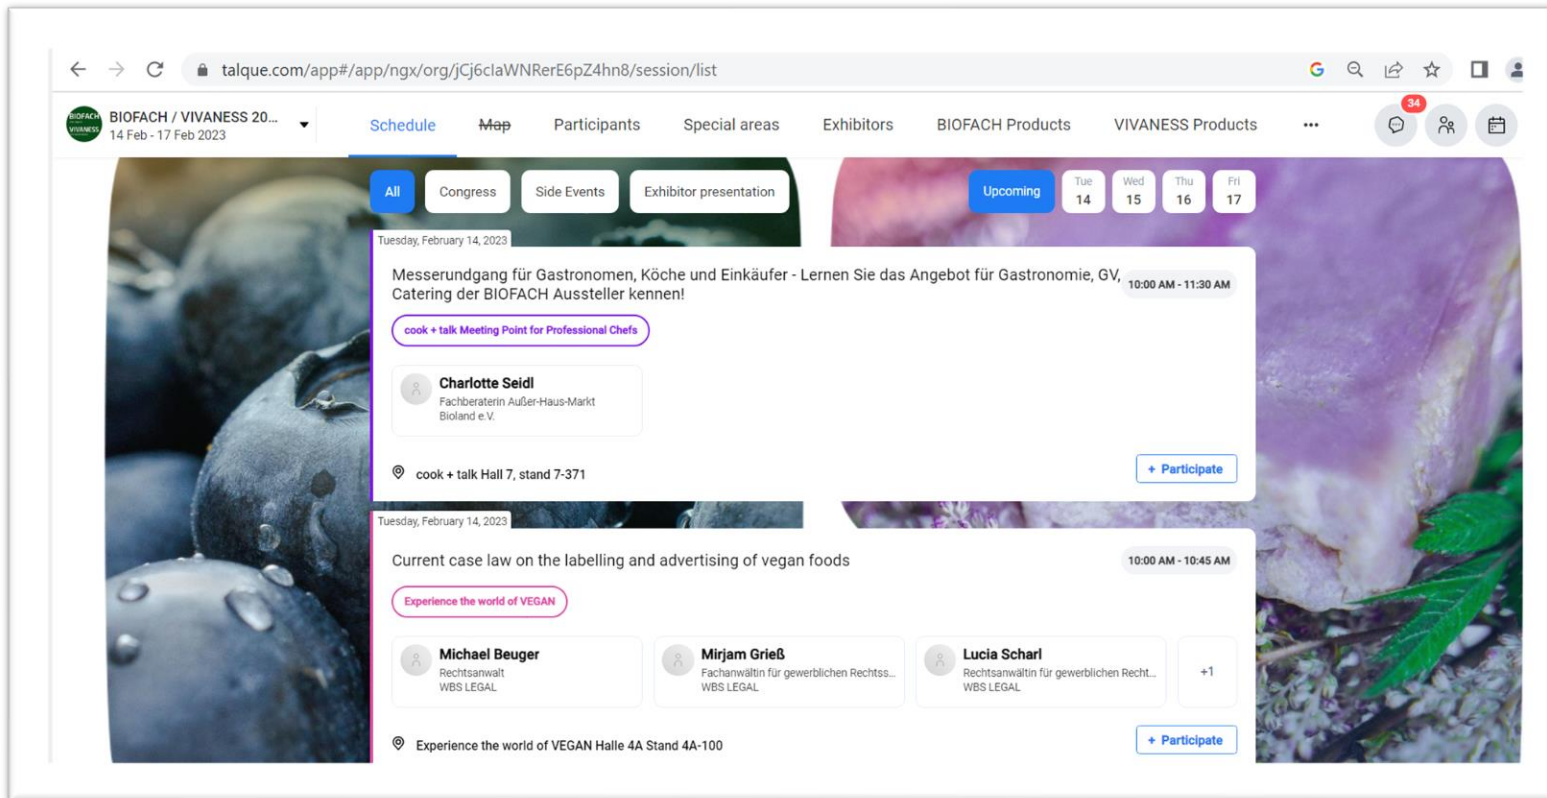 talque.com/app#/app/ngx/org/jCj6claWNRerE6pZ4hn8/session/list
BIOFACH
VIVANESS
BIOFACH / VIVANESS 20...
14 Feb - 17 Feb 2023
Schedule
Map
Participants
Special areas
Exhibitors
BIOFACH Products
VIVANESS Products
...
34
All
Congress
Side Events
Exhibitor presentation
Upcoming
Tue
14
Wed
15
Thu
16
Fri
17
Tuesday, February 14, 2023
Messerundgang für Gastronomen, Köche und Einkäufer - Lernen Sie das Angebot für Gastronomie, GV,
Catering der BIOFACH Aussteller kennen!
10:00 AM - 11:30 AM
cook + talk Meeting Point for Professional Chefs
Charlotte Seidl
Fachberaterin Außer-Haus-Markt
Bioland e.V.
cook + talk Hall 7, stand 7-371
+ Participate
Tuesday, February 14, 2023
Current case law on the labelling and advertising of vegan foods
10:00 AM - 10:45 AM
Experience the world of VEGAN
Michael Beuger
Rechtsanwalt
WBS LEGAL
Mirjam Grieß
Fachanwältin für gewerblichen Rechtss...
WBS LEGAL
Lucia Scharl
Rechtsanwältin für gewerblichen Recht...
WBS LEGAL
+1
Experience the world of VEGAN Halle 4A Stand 4A-100
+ Participate